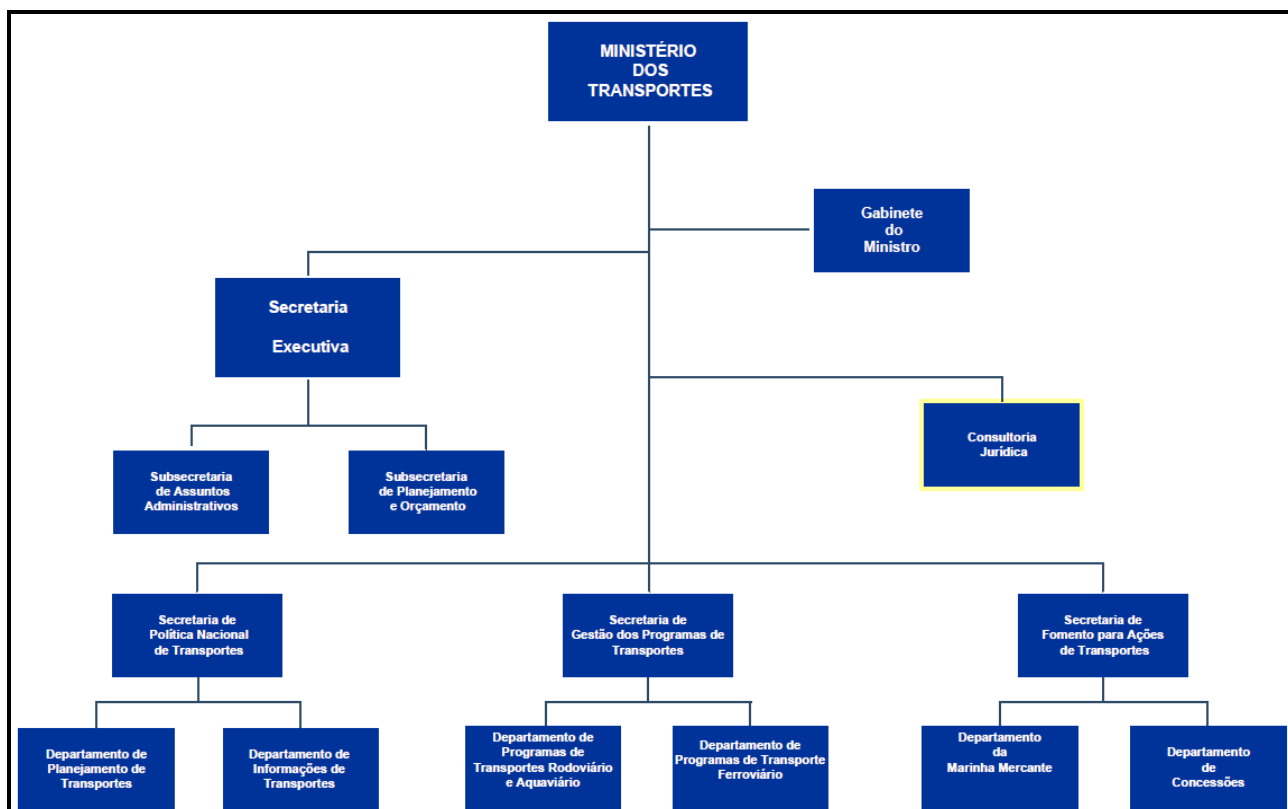 MINISTÉRIO
DOS
TRANSPORTES
Gabinete
do
Ministro
Secretaria
Executiva
Consultoria
Jurídica
Subsecretaria
de Assuntos
Administrativos
Subsecretaria
de Planejamento
e Orçamento
Secretaria de
Política Nacional
de Transportes
Secretaria de
Gestão dos Programas de
Transportes
Secretaria de
Fomento para Ações
de Transportes
Departamento de
Planejamento de
Transportes
Departamento de
Informações de
Transportes
Departamento de
Programas de
Transportes Rodoviário
e Aquaviário
Departamento de
Programas de Transporte
Ferroviário
Departamento
da
Marinha Mercante
Departamento
de
Concessões